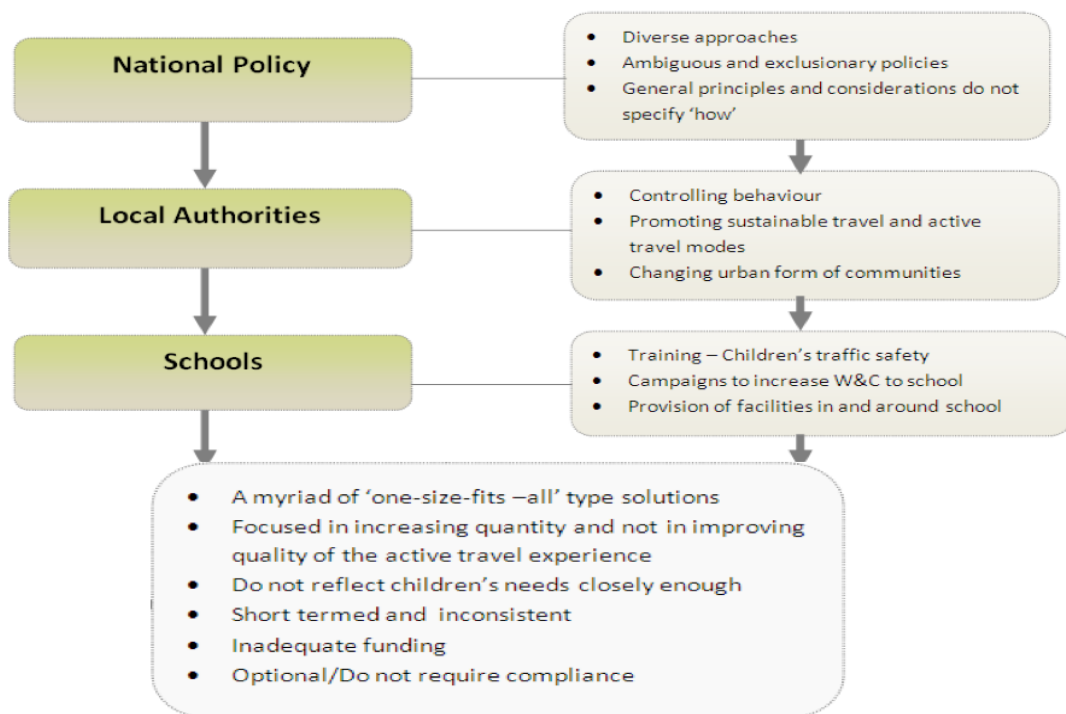 National Policy
• Diverse approaches
• Ambiguous and exclusionary policies
• General principles and considerations do not
specify ‘how’
Local Authorities
• Controlling behaviour
• Promoting sustainable travel and active
travel modes
• Changing urban form of communities
Schools
• Training – Children’s traffic safety
• Campaigns to increase W&C to school
• Provision of facilities in and around school
• A myriad of ‘one-size-fits –all’ type solutions
• Focused in increasing quantity and not in improving
quality of the active travel experience
• Do not reflect children’s needs closely enough
• Short termed and inconsistent
• Inadequate funding
• Optional/Do not require compliance